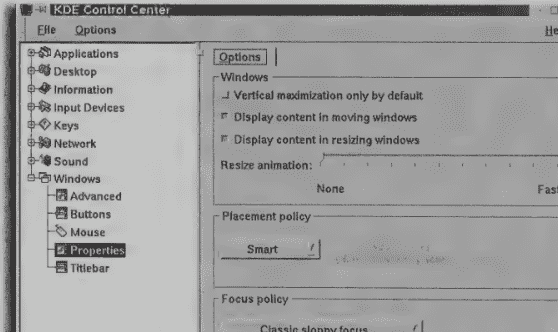 KDE Control Center
File Options
He
Applications
Desktop
Information
Input Devices
Keys
Network
Sound
Windows
Advanced
Buttons
Mouse
Properties
Titlebar
Options
Windows
Vertical maximization only by default
Display content in moving windows
Display content in resizing windows
Resize animation:
None Fast
Placement policy
Smart
Focus policy
Classic sloppy focus